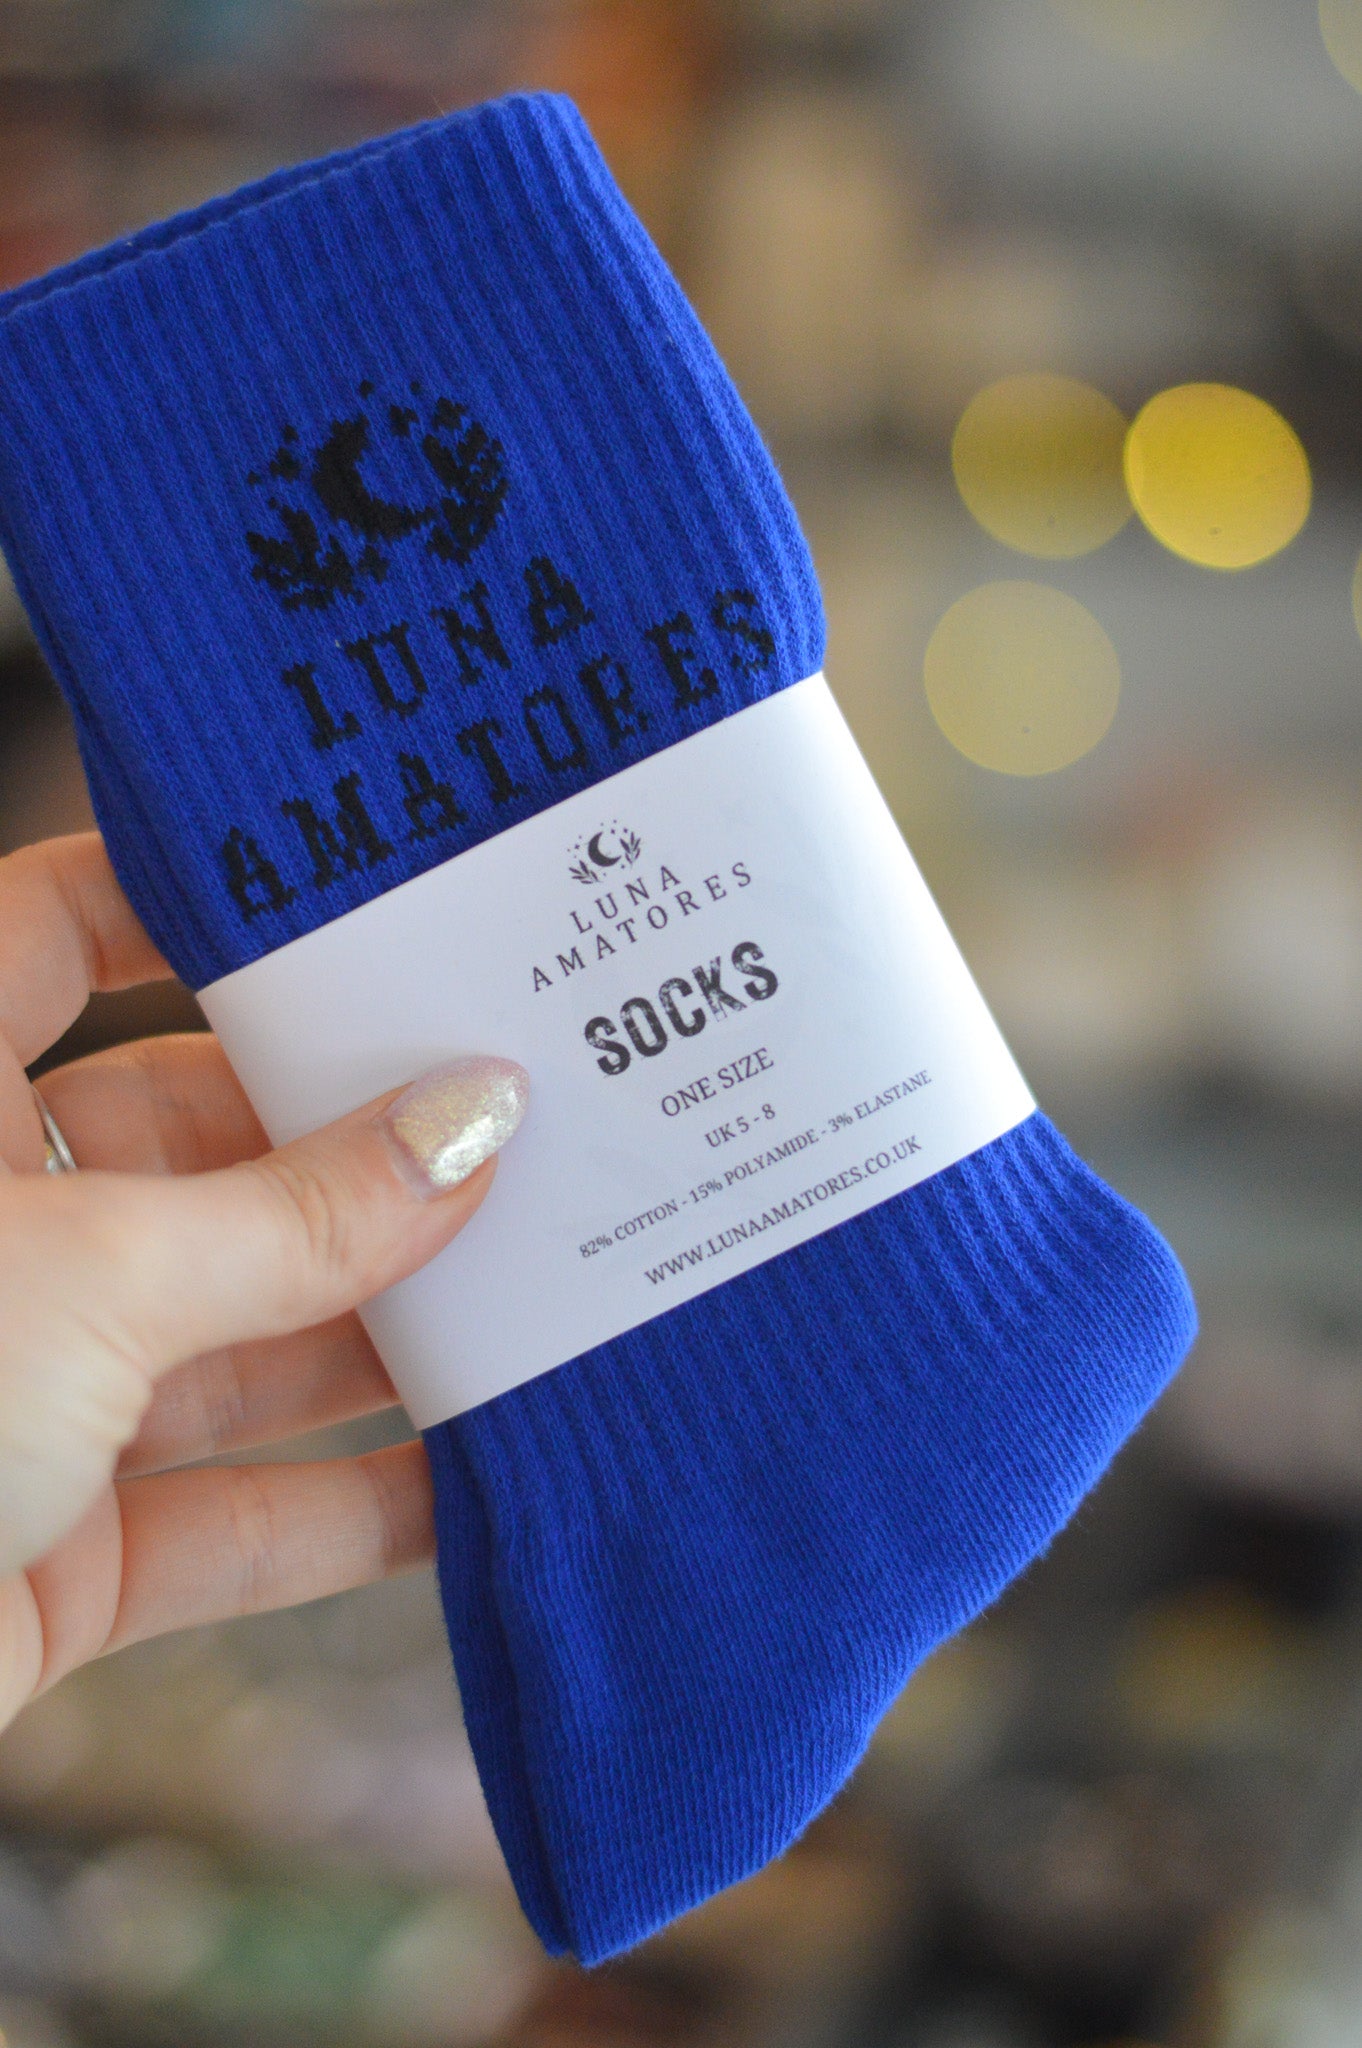 LUNA
AMATORES
LUNA
AMATORES
SOCKS
ONE SIZE
UK 5 - 8
82% COTTON - 15% POLYAMIDE - 3% ELASTANE
WWW.LUNAAMATORES.CO.UK